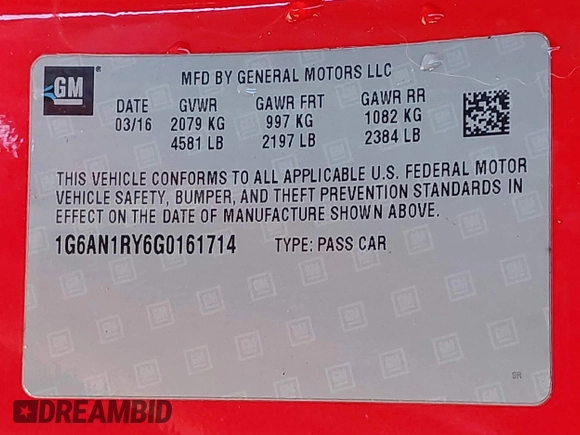 GM
MFD BY GENERAL MOTORS LLC
DATE GVWR GAWR FRT GAWR RR
03/16 2079 KG 997 KG 1082 KG
4581 LB 2197 LB 2384 LB
THIS VEHICLE CONFORMS TO ALL APPLICABLE U.S. FEDERAL MOTOR
VEHICLE SAFETY, BUMPER, AND THEFT PREVENTION STANDARDS IN
EFFECT ON THE DATE OF MANUFACTURE SHOWN ABOVE.
1G6AN1RY6G0161714 TYPE: PASS CAR
SR
DREAMBID